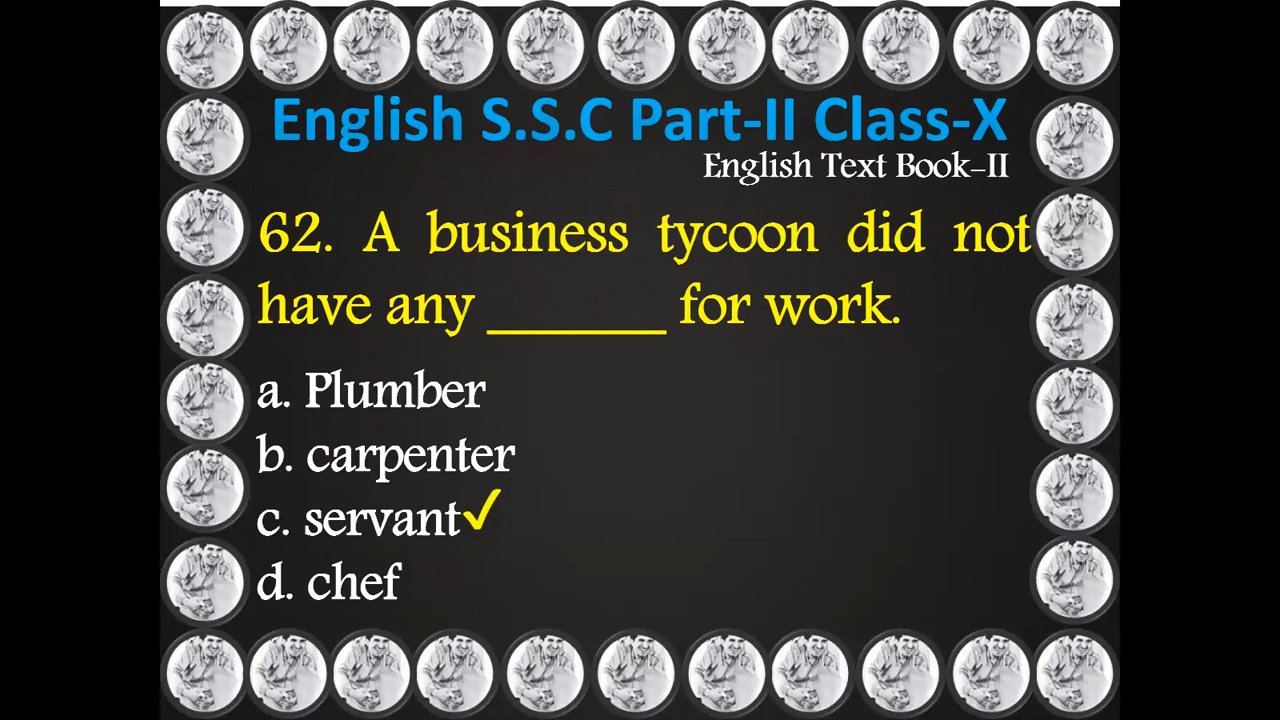 English S.S.C Part-II Class-X
English Text Book-II
62. A business tycoon did not
have any ______ for work.
a. Plumber
b. carpenter
c. servant✓
d. chef